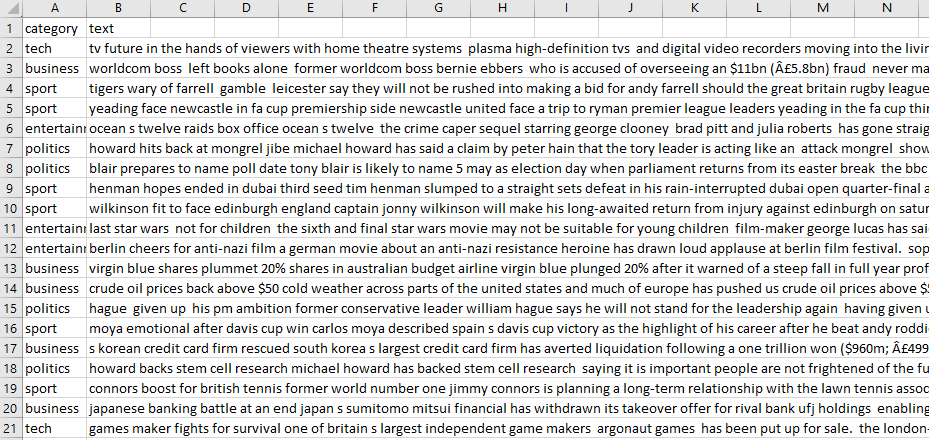 A B C D E F G H I J K L M N
1 category text
2 tech tv future in the hands of viewers with home theatre systems plasma high-definition tvs and digital video recorders moving into the livin
3 business worldcom boss left books alone former worldcom boss bernie ebbers who is accused of overseeing an $11bn (Â£5.8bn) fraud never ma
4 sport tigers wary of farrell gamble leicester say they will not be rushed into making a bid for andy farrell should the great britain rugby league
5 sport yeading face newcastle in fa cup premiership side newcastle united face a trip to ryman premier league leaders yeading in the fa cup thir
6 entertainm ocean s twelve raids box office ocean s twelve the crime caper sequel starring george clooney brad pitt and julia roberts has gone straig
7 politics howard hits back at mongrel jibe michael howard has said a claim by peter hain that the tory leader is acting like an attack mongrel show
8 politics blair prepares to name poll date tony blair is likely to name 5 may as election day when parliament returns from its easter break the bbc
9 sport henman hopes ended in dubai third seed tim henman slumped to a straight sets defeat in his rain-interrupted dubai open quarter-final a
10 sport wilkinson fit to face edinburgh england captain jonny wilkinson will make his long-awaited return from injury against edinburgh on satur
11 entertainm last star wars not for children the sixth and final star wars movie may not be suitable for young children film-maker george lucas has sai
12 entertainm berlin cheers for anti-nazi film a german movie about an anti-nazi resistance heroine has drawn loud applause at berlin film festival. sop
13 business virgin blue shares plummet 20% shares in australian budget airline virgin blue plunged 20% after it warned of a steep fall in full year prof
14 business crude oil prices back above $50 cold weather across parts of the united states and much of europe has pushed us crude oil prices above $5
15 politics hague given up his pm ambition former conservative leader william hague says he will not stand for the leadership again having given u
16 sport moya emotional after davis cup win carlos moya described spain s davis cup victory as the highlight of his career after he beat andy roddi
17 business s korean credit card firm rescued south korea s largest credit card firm has averted liquidation following a one trillion won ($960m; Â£499
18 politics howard backs stem cell research michael howard has backed stem cell research saying it is important people are not frightened of the fu
19 sport connors boost for british tennis former world number one jimmy connors is planning a long-term relationship with the lawn tennis assoc
20 business japanese banking battle at an end japan s sumitomo mitsui financial has withdrawn its takeover offer for rival bank ufj holdings enabling
21 tech games maker fights for survival one of britain s largest independent game makers argonaut games has been put up for sale. the london-